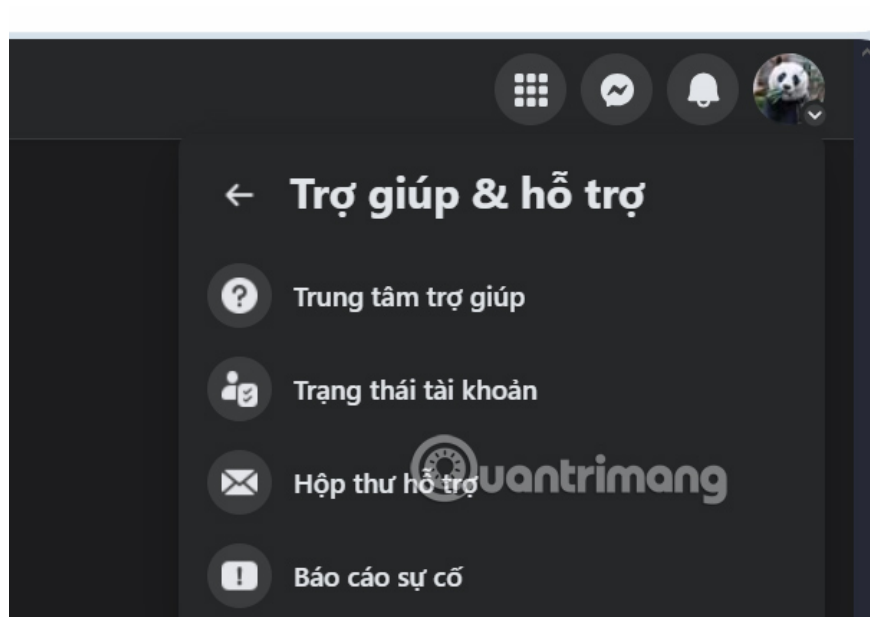 Trợ giúp & hỗ trợ
Trung tâm trợ giúp
Trạng thái tài khoản
Hộp thư hỗ trợ
Quantrimang
Báo cáo sự cố